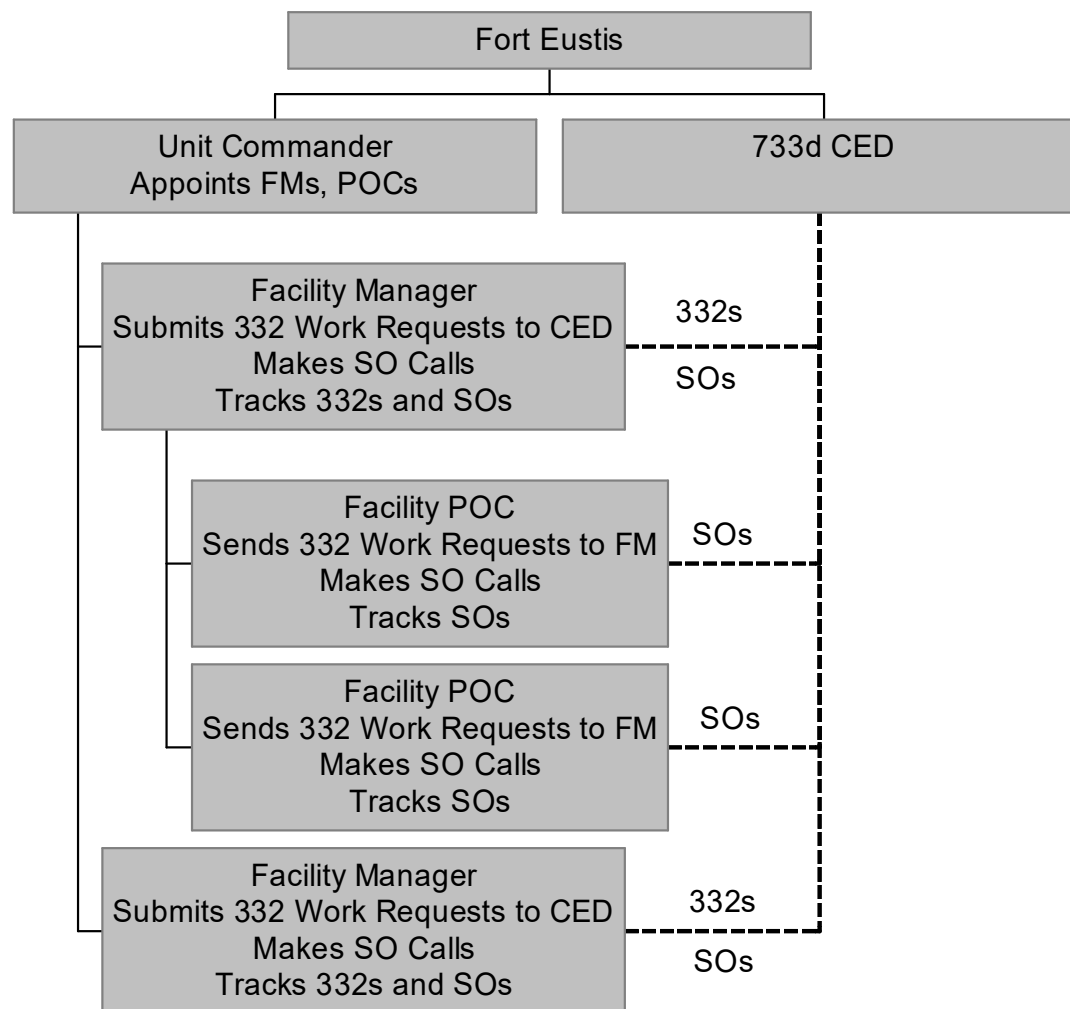 Fort Eustis
Unit Commander
Appoints FMs, POCs
733d CED
Facility Manager
Submits 332 Work Requests to CED
Makes SO Calls
Tracks 332s and SOs
332s
SOs
Facility POC
Sends 332 Work Requests to FM
Makes SO Calls
Tracks SOs
SOs
Facility POC
Sends 332 Work Requests to FM
Makes SO Calls
Tracks SOs
SOs
Facility Manager
Submits 332 Work Requests to CED
Makes SO Calls
Tracks 332s and SOs
332s
SOs